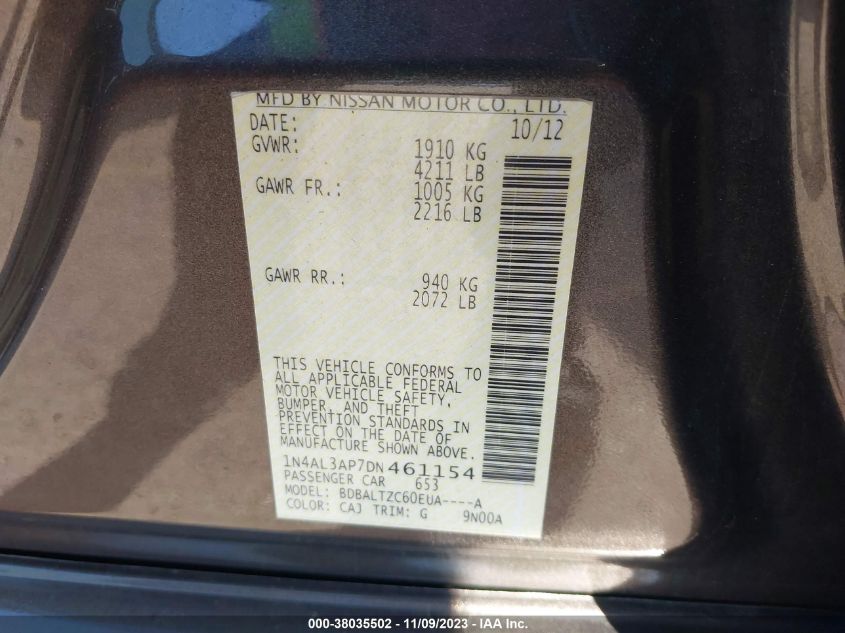 MFD BY NISSAN MOTOR CO., LTD.
DATE: 10/12
GVWR: 1910 KG
4211 LB
GAWR FR.: 1005 KG
2216 LB
GAWR RR.: 940 KG
2072 LB
THIS VEHICLE CONFORMS TO
ALL APPLICABLE FEDERAL
MOTOR VEHICLE SAFETY,
BUMPER, AND THEFT
PREVENTION STANDARDS IN
EFFECT ON THE DATE OF
MANUFACTURE SHOWN ABOVE.
1N4AL3AP7DN461154
PASSENGER CAR 653
MODEL: BDBALTZC60EUA----A
COLOR: CAJ TRIM: G 9N00A
000-38035502 - 11/09/2023 - IAA Inc.